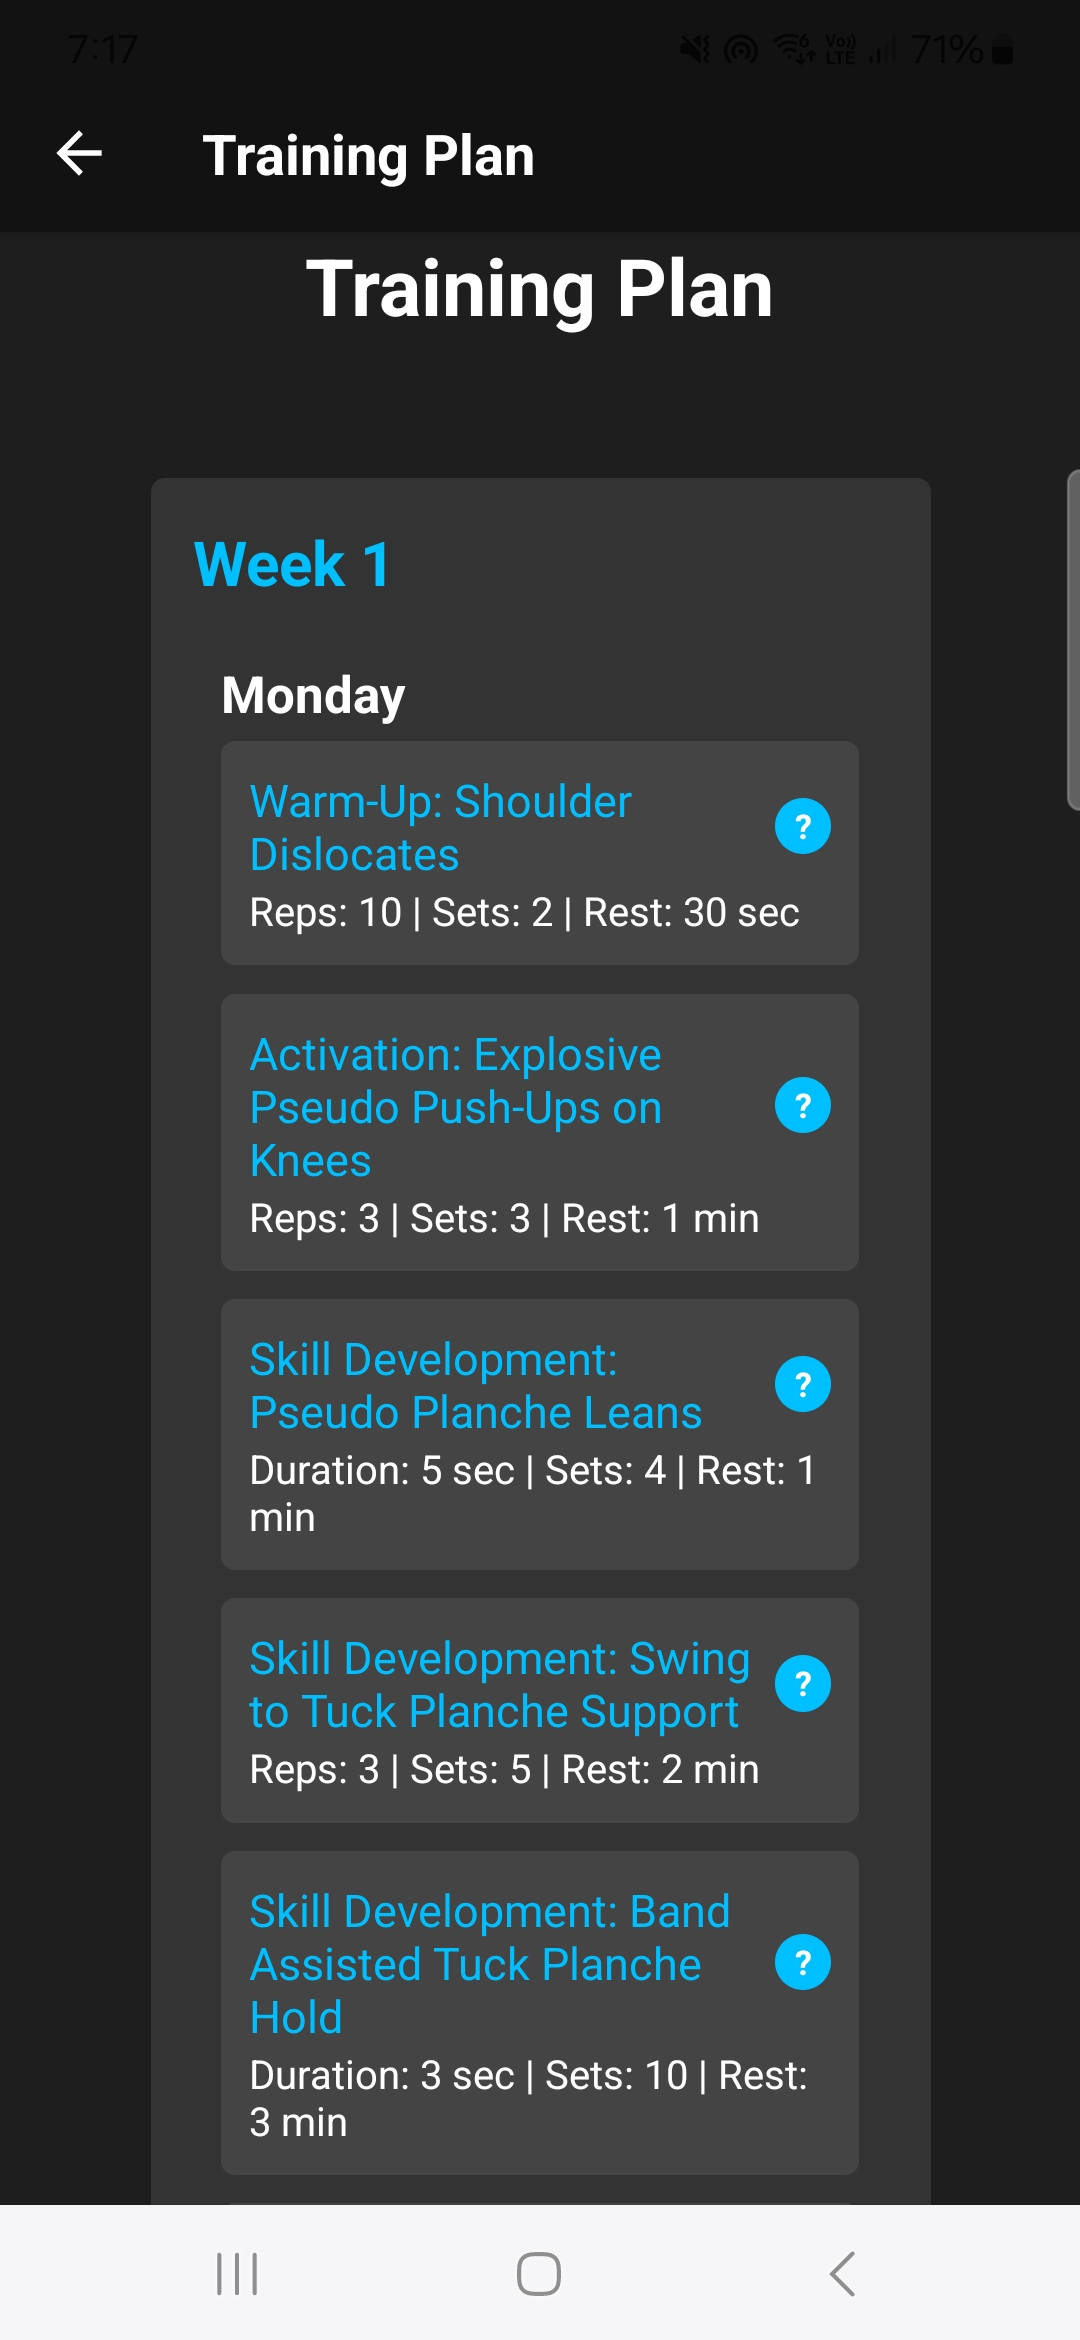 7:17
6 Vo)) LTE 71%
Training Plan
Training Plan
Week 1
Monday
Warm-Up: Shoulder
Dislocates
?
Reps: 10 | Sets: 2 | Rest: 30 sec
Activation: Explosive
Pseudo Push-Ups on
Knees
?
Reps: 3 | Sets: 3 | Rest: 1 min
Skill Development:
Pseudo Planche Leans
?
Duration: 5 sec | Sets: 4 | Rest: 1
min
Skill Development: Swing
to Tuck Planche Support
?
Reps: 3 | Sets: 5 | Rest: 2 min
Skill Development: Band
Assisted Tuck Planche
Hold
?
Duration: 3 sec | Sets: 10 | Rest:
3 min